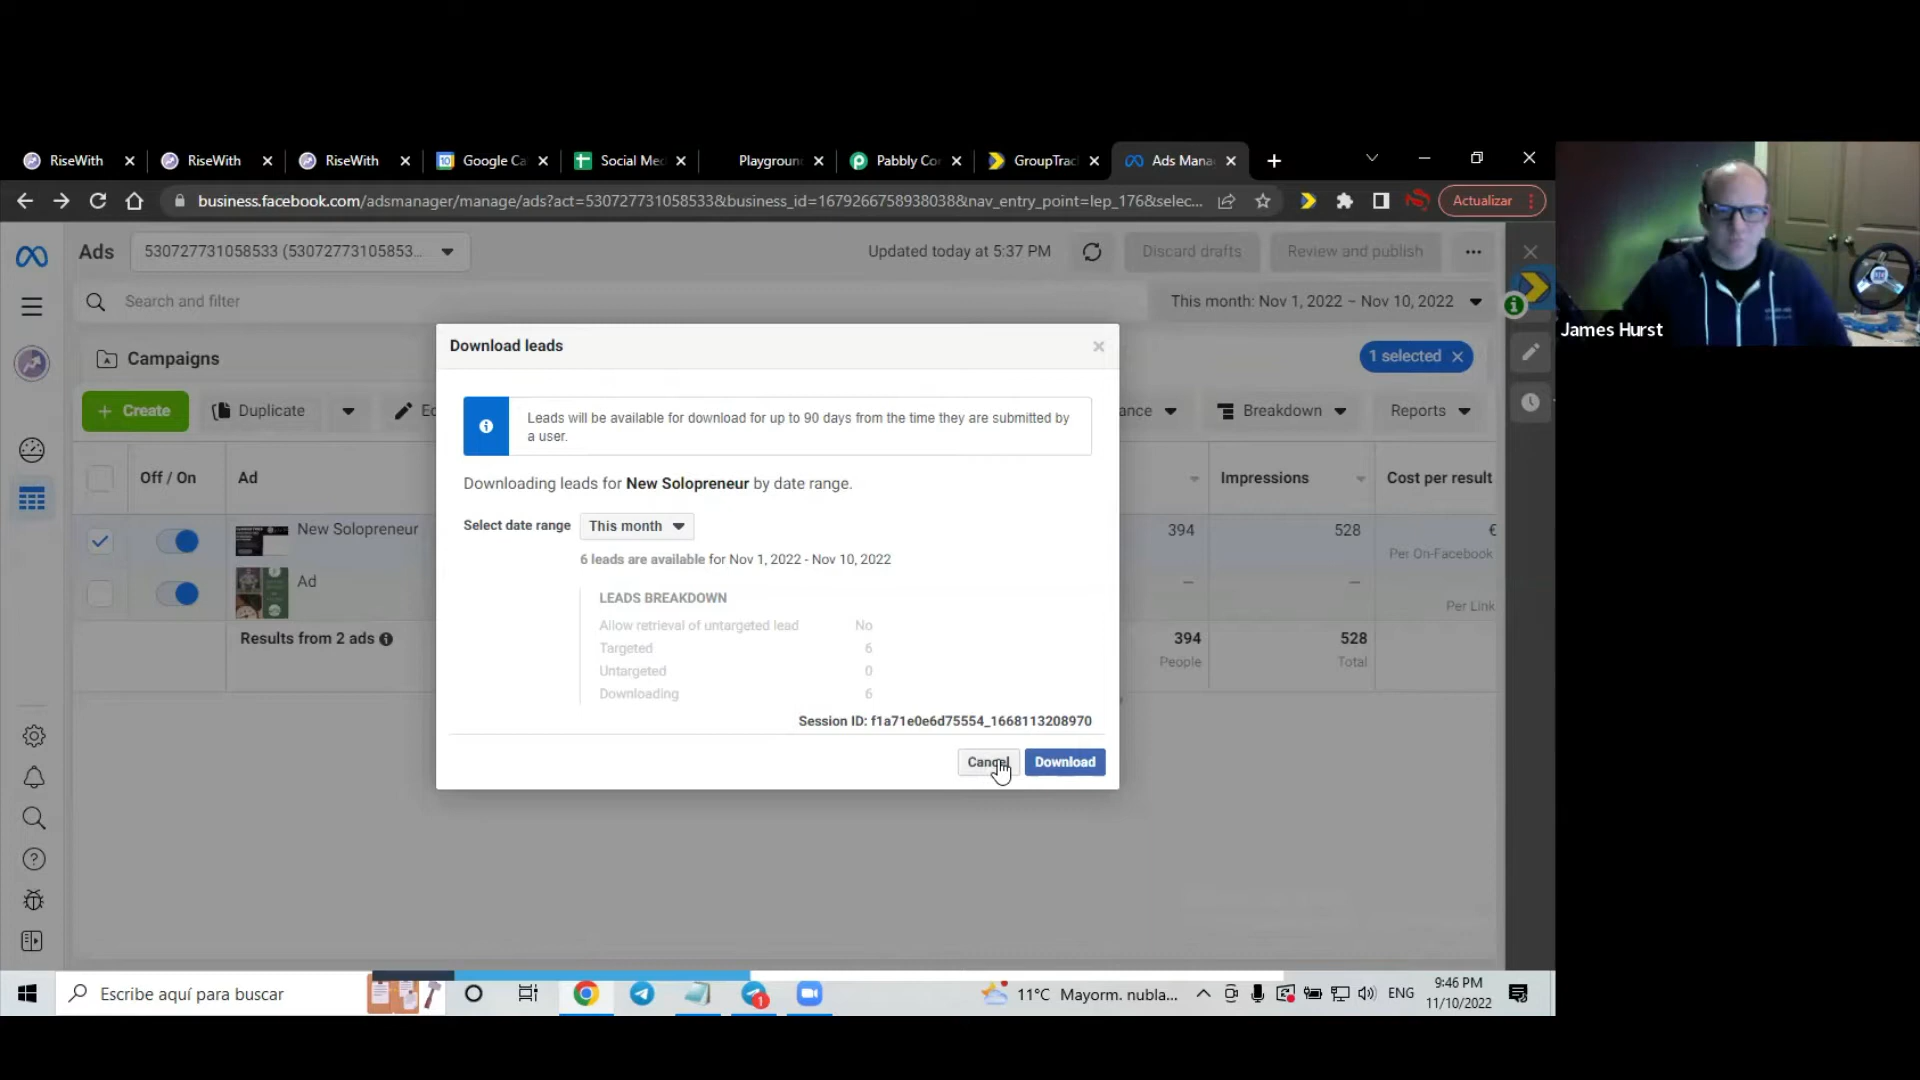 RiseWith
RiseWith
RiseWith
Google Ca
Social Med
Playground
Pabbly Co
GroupTrac
Ads Mana
business.facebook.com/adsmanager/manage/ads?act=530727731058533&business_id=1679266758938038&nav_entry_point=lep_176&selec...
Actualizar
Ads
530727731058533 (53072773105853...
Updated today at 5:37 PM
Discard drafts
Review and publish
Search and filter
This month: Nov 1, 2022 – Nov 10, 2022
James Hurst
Campaigns
1 selected
Create
Duplicate
Ed
ance
Breakdown
Reports
Off / On
Ad
Impressions
Cost per result
New Solopreneur
394
528
€
Per On-Facebook
Ad
—
—
Per Link
Results from 2 ads
394
People
528
Total
Download leads
Leads will be available for download for up to 90 days from the time they are submitted by
a user.
Downloading leads for New Solopreneur by date range.
Select date range
This month
6 leads are available for Nov 1, 2022 - Nov 10, 2022
LEADS BREAKDOWN
Allow retrieval of untargeted lead No
Targeted 6
Untargeted 0
Downloading 6
Session ID: f1a71e0e6d75554_1668113208970
Cancel
Download
Escribe aquí para buscar
1
11°C Mayorm. nubla...
ENG
9:46 PM
11/10/2022